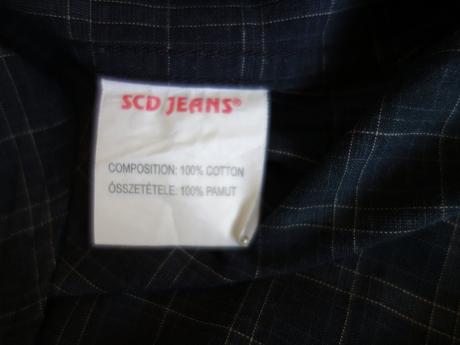 SCD JEANS®
COMPOSITION: 100% COTTON
ÖSSZETÉTELE: 100% PAMUT